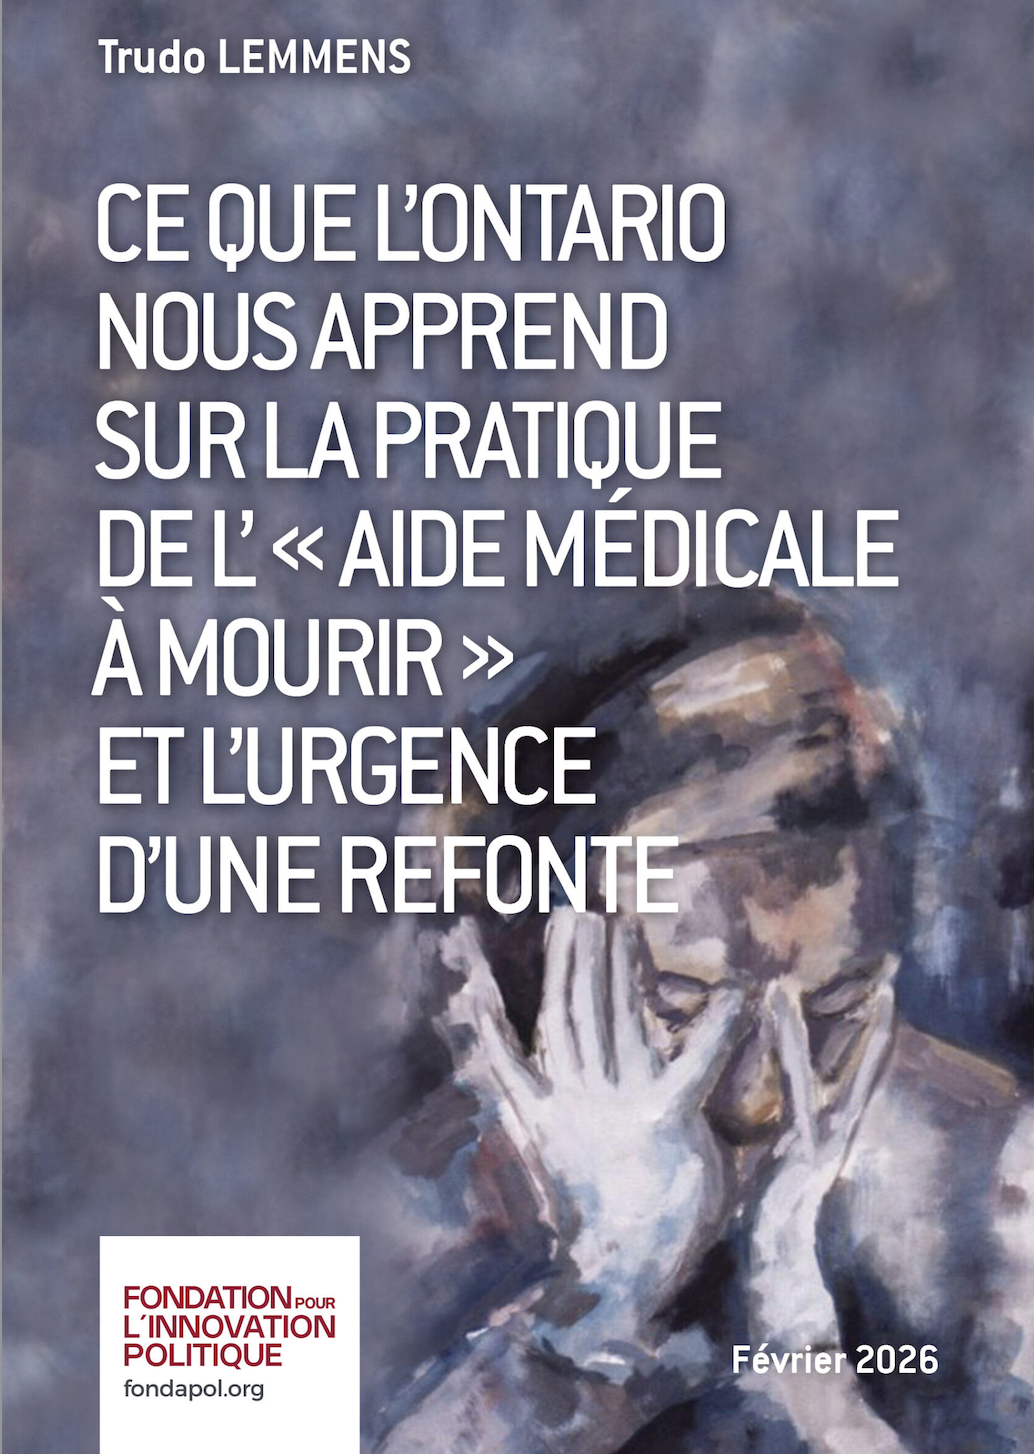 Trudo LEMMENS
CE QUE L'ONTARIO
NOUS APPREND
SUR LA PRATIQUE
DE L' « AIDE MÉDICALE
À MOURIR »
ET L'URGENCE
D'UNE REFONTE
FONDATION POUR
L'INNOVATION
POLITIQUE
fondapol.org
Février 2026